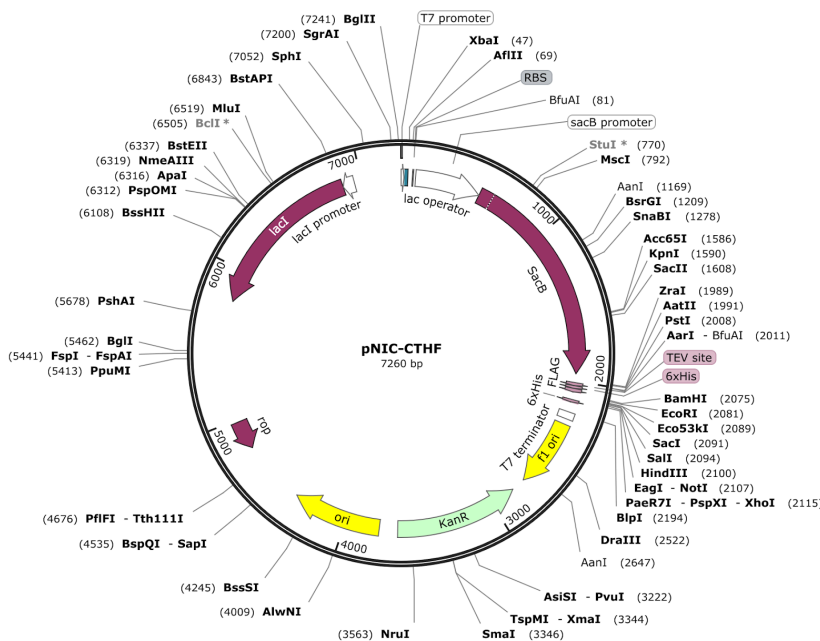 (7241) BglII
T7 promoter
(7200) SgrAI
XbaI (47)
(7052) SphI
AflII (69)
(6843) BstAPI
RBS
BfuAI (81)
(6519) MluI
sacB promoter
(6505) BclI *
StuI * (770)
(6337) BstEII
MscI (792)
(6319) NmeAIII
(6316) ApaI
(6312) PspOMI
(6108) BssHII
AanI (1169)
BsrGI (1209)
SnaBI (1278)
Acc65I (1586)
KpnI (1590)
SacII (1608)
ZraI (1989)
AatII (1991)
PstI (2008)
AarI - BfuAI (2011)
TEV site
6xHis
BamHI (2075)
EcoRI (2081)
Eco53kI (2089)
SacI (2091)
SalI (2094)
HindIII (2100)
EagI - NotI (2107)
PaeR7I - PspXI - XhoI (2115)
BlpI (2194)
DraIII (2522)
AanI (2647)
AsiSI - PvuI (3222)
TspMI - XmaI (3344)
SmaI (3346)
(3563) NruI
(4009) AlwNI
(4245) BssSI
(4535) BspQI - SapI
(4676) PflFI - Tth111I
(5413) PpuMI
(5441) FspI - FspAI
(5462) BglI
(5678) PshAI
7000
1000
2000
3000
4000
5000
6000
lacI
lacI promoter
lac operator
SacB
FLAG
6xHis
T7 terminator
f1 ori
KanR
ori
rop
pNIC-CTHF
7260 bp